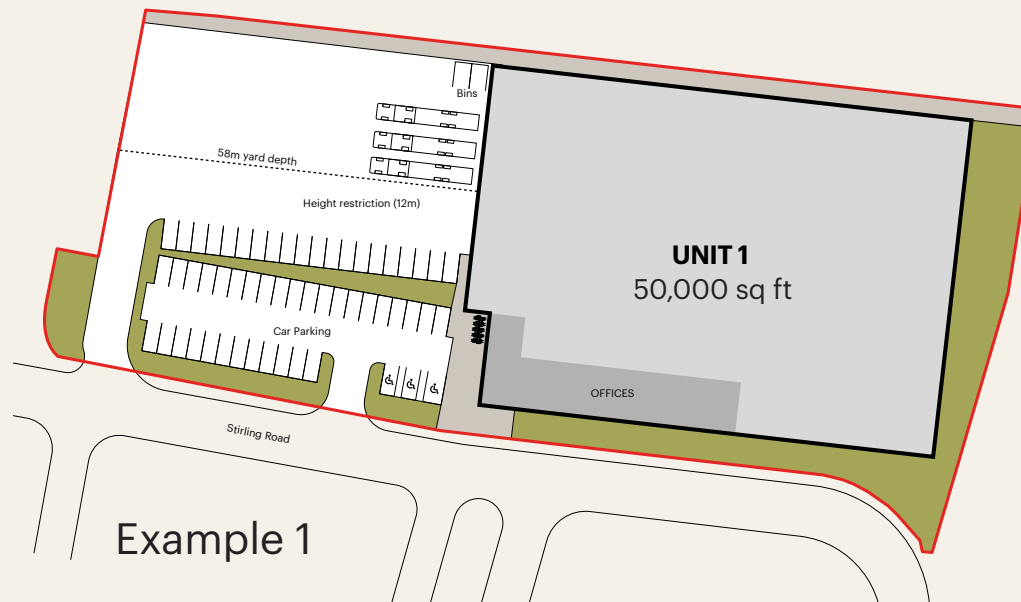 Bins
58m yard depth
Height restriction (12m)
UNIT 1
50,000 sq ft
Car Parking
OFFICES
Stirling Road
Example 1